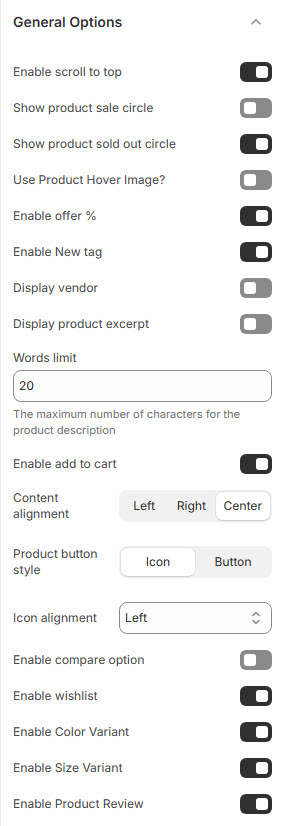 General Options
Enable scroll to top
Show product sale circle
Show product sold out circle
Use Product Hover Image?
Enable offer %
Enable New tag
Display vendor
Display product excerpt
Words limit
20
The maximum number of characters for the
product description
Enable add to cart
Content
alignment
Left Right Center
Product button
style
Icon Button
Icon alignment Left
Enable compare option
Enable wishlist
Enable Color Variant
Enable Size Variant
Enable Product Review